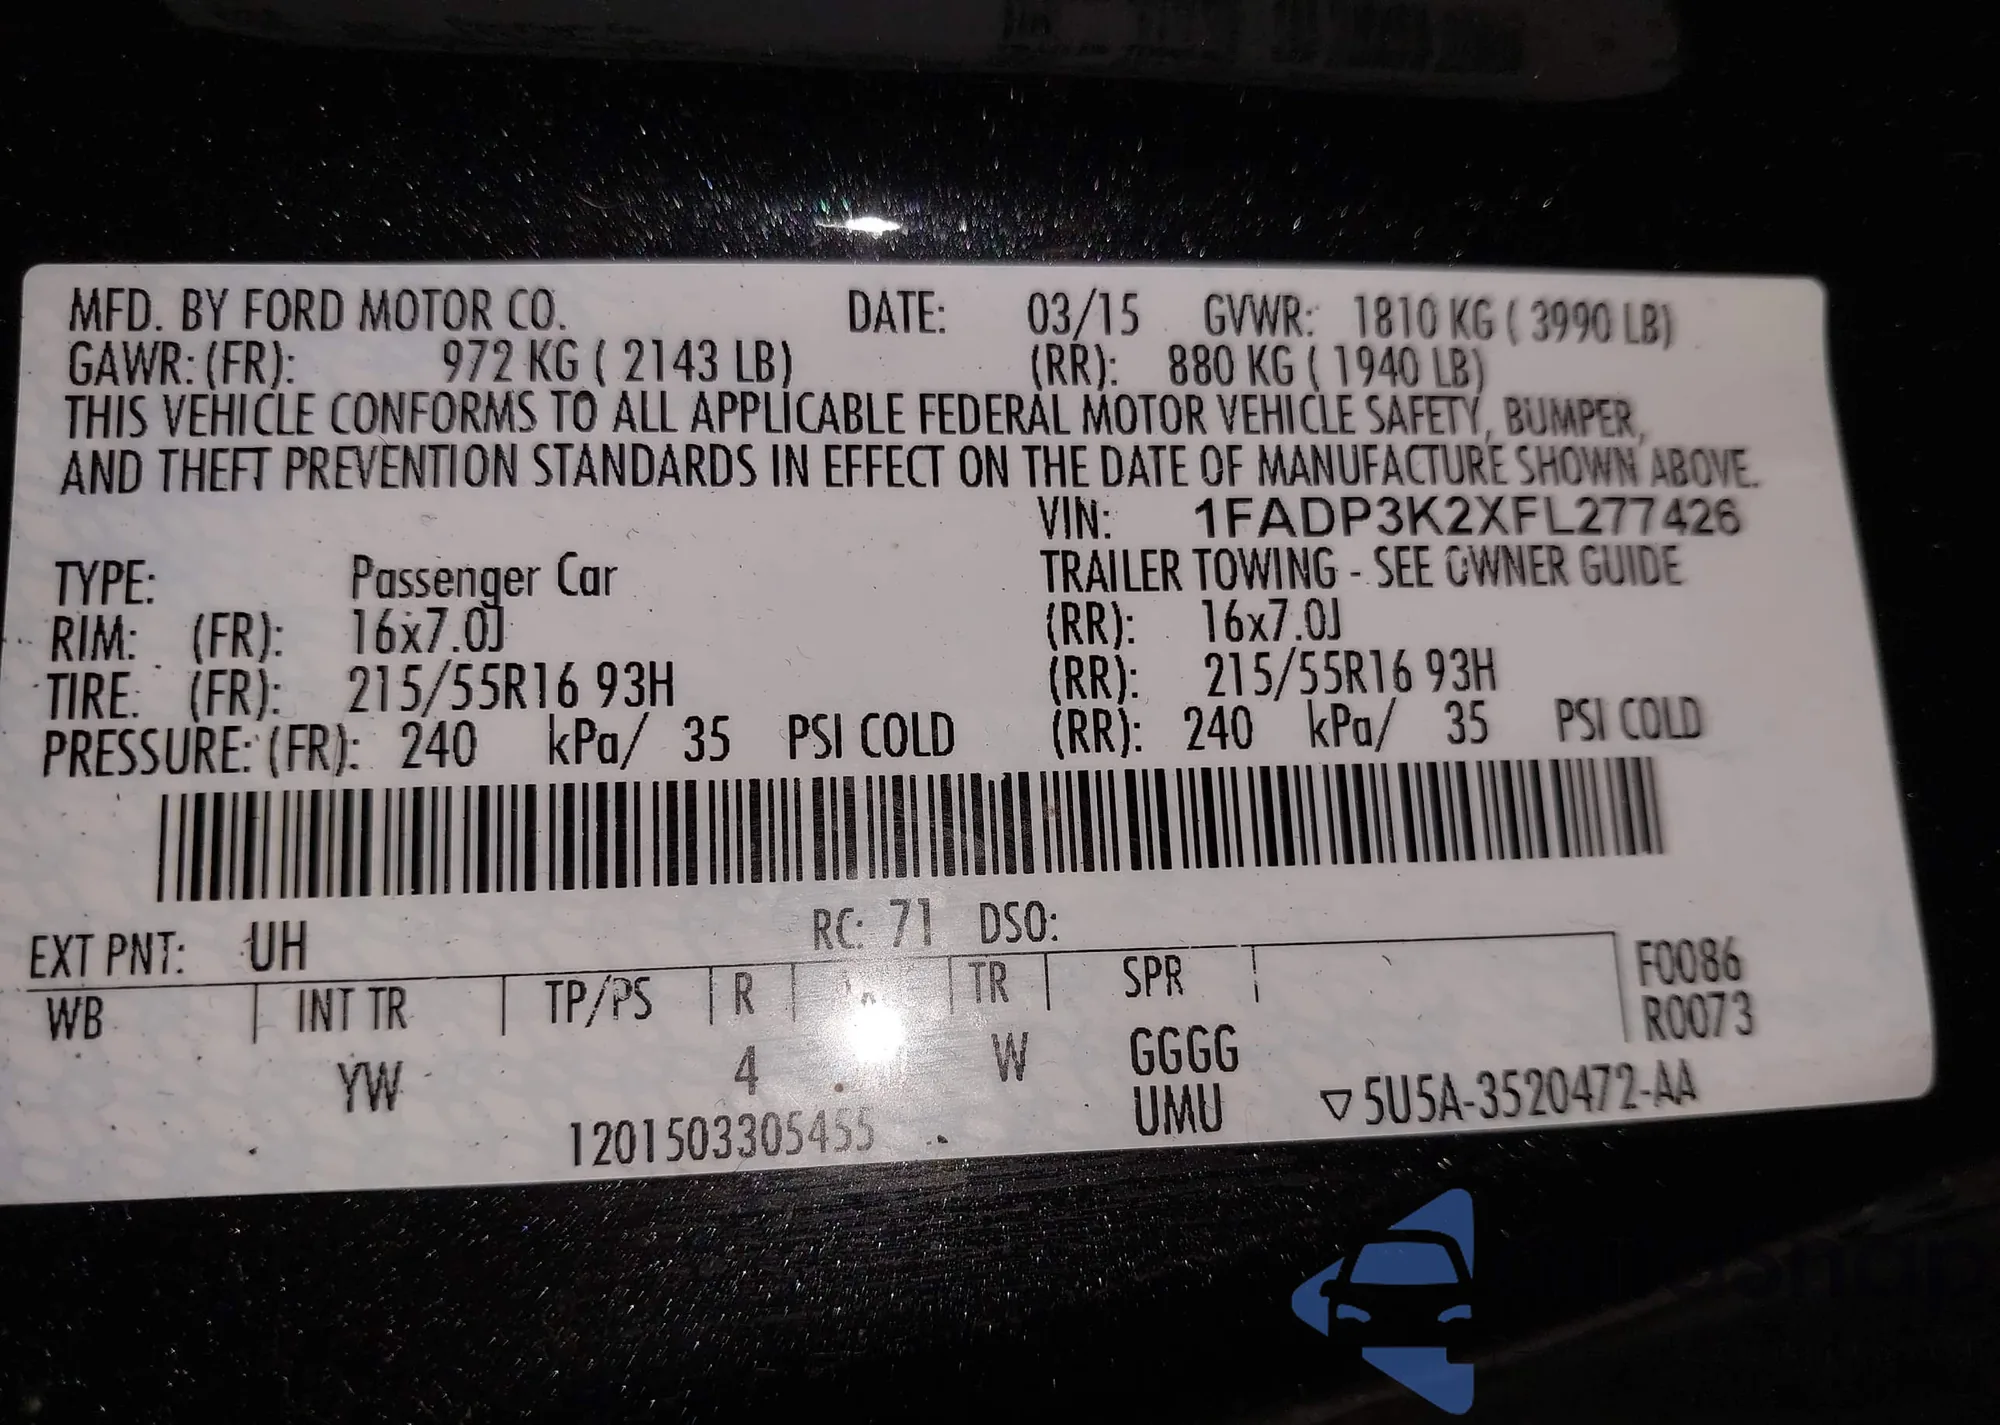 MFD. BY FORD MOTOR CO. DATE: 03/15 GVWR: 1810 KG ( 3990 LB)
GAWR: (FR): 972 KG ( 2143 LB) (RR): 880 KG ( 1940 LB)
THIS VEHICLE CONFORMS TO ALL APPLICABLE FEDERAL MOTOR VEHICLE SAFETY, BUMPER,
AND THEFT PREVENTION STANDARDS IN EFFECT ON THE DATE OF MANUFACTURE SHOWN ABOVE.
VIN: 1FADP3K2XFL277426
TYPE: Passenger Car TRAILER TOWING - SEE OWNER GUIDE
RIM: (FR): 16x7.0J (RR): 16x7.0J
TIRE: (FR): 215/55R16 93H (RR): 215/55R16 93H
PRESSURE: (FR): 240 kPa/ 35 PSI COLD (RR): 240 kPa/ 35 PSI COLD
EXT PNT: UH RC: 71 DSO:
WB INT TR TP/PS R TR SPR F0086
R0073
YW 4 W GGGG
UMU 5U5A-3520472-AA
1201503305455